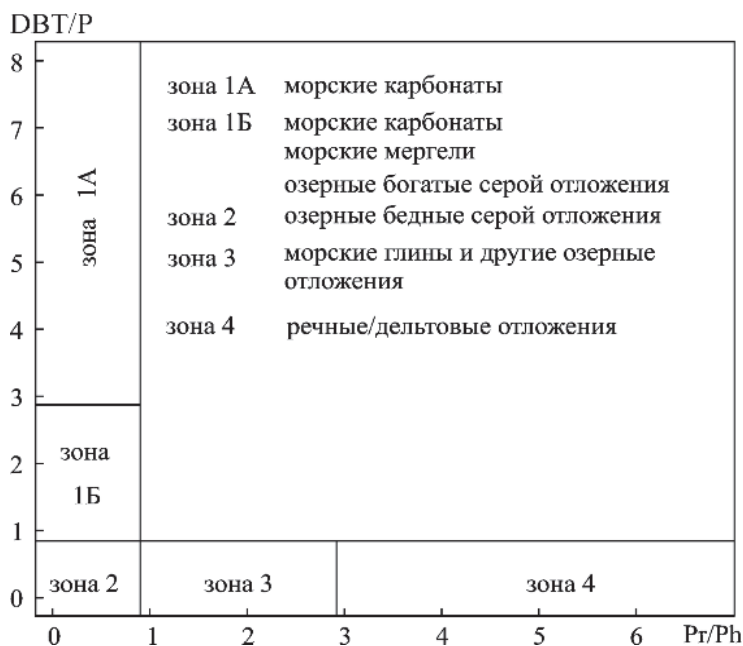 DBT/P
8
7
6
5
4
3
2
1
0
зона 1А
зона 1А морские карбонаты
зона 1Б морские карбонаты
морские мергели
озерные богатые серой отложения
зона 2 озерные бедные серой отложения
зона 3 морские глины и другие озерные
отложения
зона 4 речные/дельтовые отложения
зона
1Б
зона 2 зона 3 зона 4
0 1 2 3 4 5 6 Pr/Ph